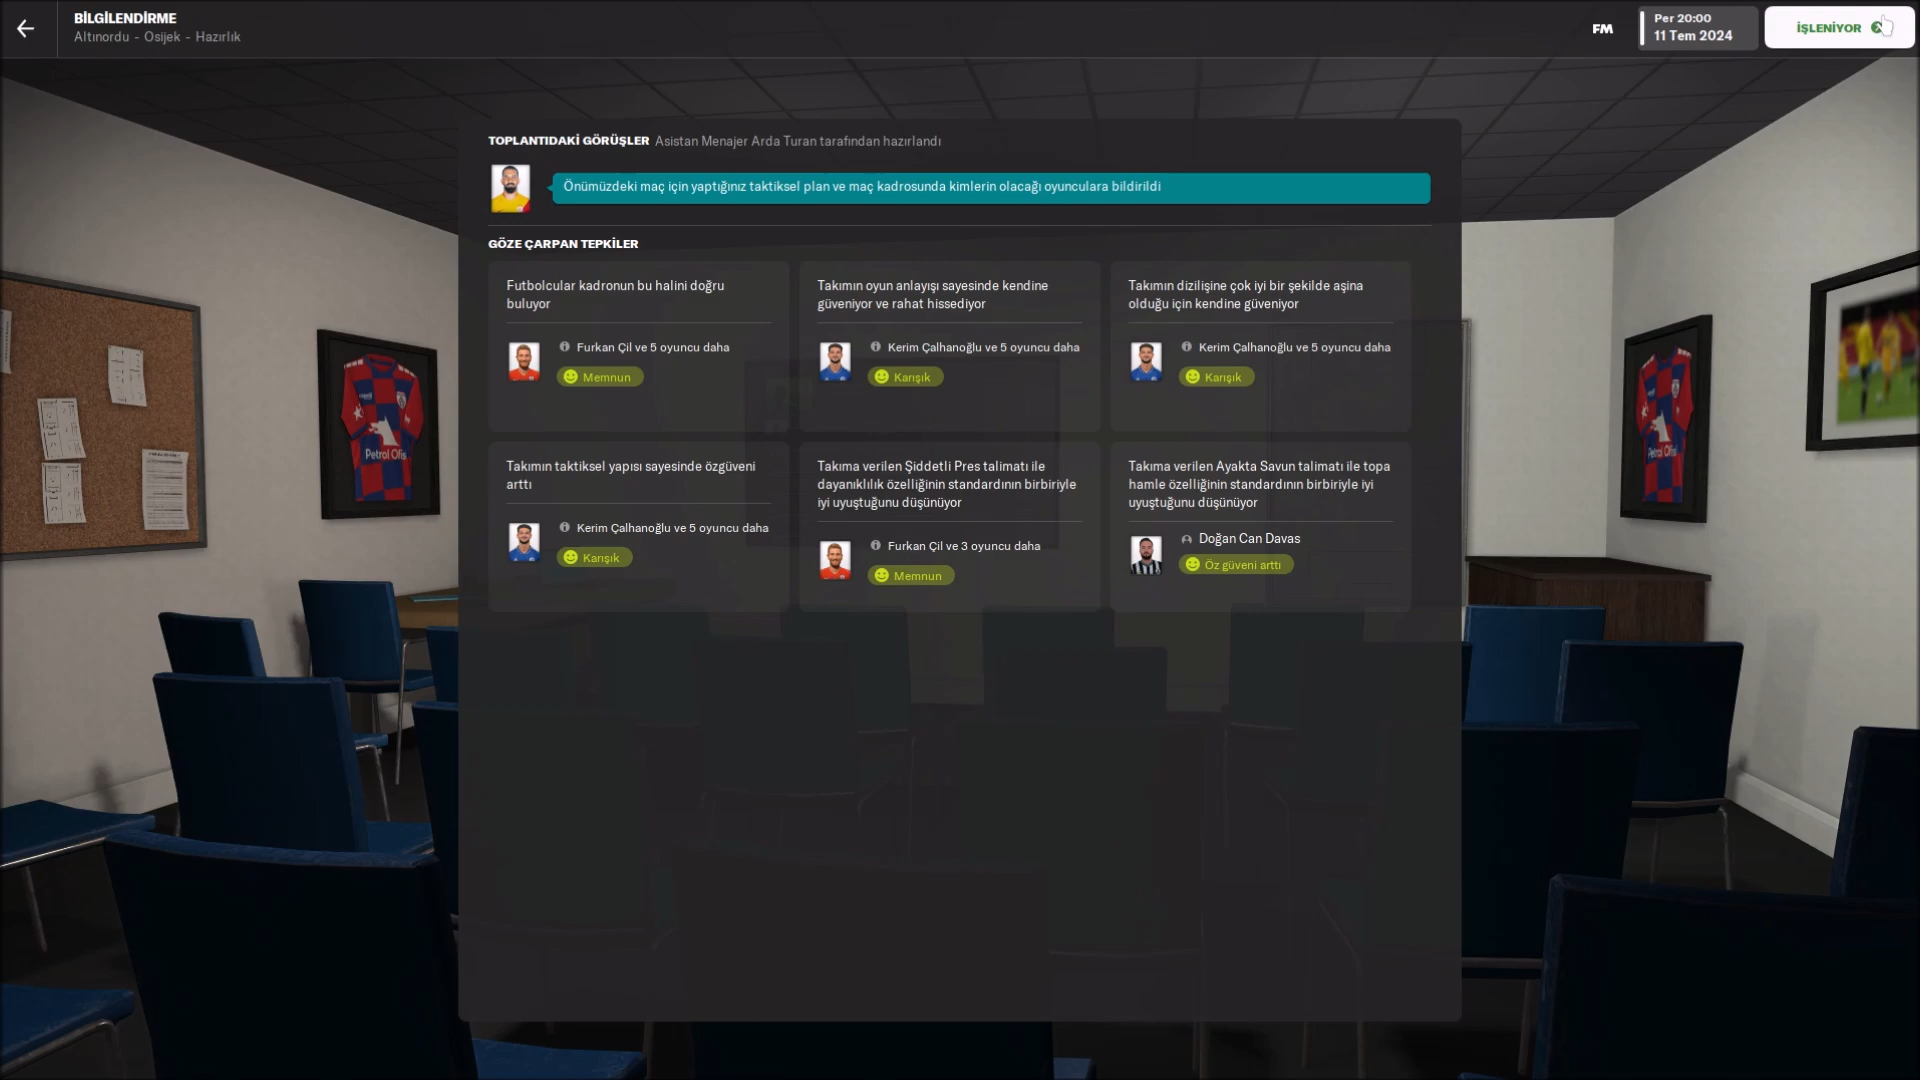 BİLGİLENDİRME
Altınordu - Osijek - Hazırlık
FM
Per 20:00
11 Tem 2024
İŞLENİYOR
TOPLANTIDAKİ GÖRÜŞLER Asistan Menajer Arda Turan tarafından hazırlandı
Önümüzdeki maç için yaptığınız taktiksel plan ve maç kadrosunda kimlerin olacağı oyunculara bildirildi
GÖZE ÇARPAN TEPKİLER
Futbolcular kadronun bu halini doğru
buluyor
Furkan Çil ve 5 oyuncu daha
Memnun
Takımın oyun anlayışı sayesinde kendine
güveniyor ve rahat hissediyor
Kerim Çalhanoğlu ve 5 oyuncu daha
Karışık
Takımın dizilişine çok iyi bir şekilde aşina
olduğu için kendine güveniyor
Kerim Çalhanoğlu ve 5 oyuncu daha
Karışık
Takımın taktiksel yapısı sayesinde özgüveni
arttı
Kerim Çalhanoğlu ve 5 oyuncu daha
Karışık
Takıma verilen Şiddetli Pres talimatı ile
dayanıklılık özelliğinin standardının birbiriyle
iyi uyuştuğunu düşünüyor
Furkan Çil ve 3 oyuncu daha
Memnun
Takıma verilen Ayakta Savun talimatı ile topa
hamle özelliğinin standardının birbiriyle iyi
uyuştuğunu düşünüyor
Doğan Can Davas
Öz güveni arttı
Petrol Ofis
Petrol Ofis